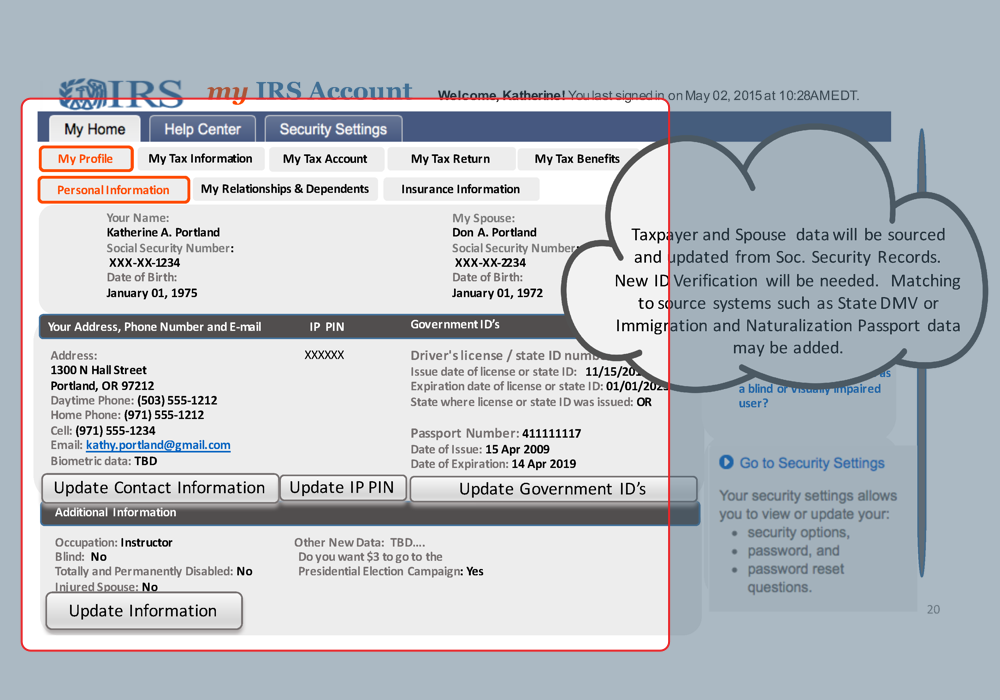 IRS my IRS Account Welcome, Katherine! You last signed in on May 02, 2015 at 10:28AM EDT.
My Home Help Center Security Settings
My Profile My Tax Information My Tax Account My Tax Return My Tax Benefits
Personal Information My Relationships & Dependents Insurance Information
Your Name: My Spouse:
Katherine A. Portland Don A. Portland
Social Security Number: Social Security Number:
XXX-XX-1234 XXX-XX-2234
Date of Birth: Date of Birth:
January 01, 1975 January 01, 1972
Taxpayer and Spouse data will be sourced
and updated from Soc. Security Records.
New ID Verification will be needed. Matching
to source systems such as State DMV or
Immigration and Naturalization Passport data
may be added.
Your Address, Phone Number and E-mail IP PIN Government ID's
Address: XXXXXX Driver's license / state ID
1300 N Hall Street Issue date of license or state ID: 11/15/
Portland, OR 97212 Expiration date of license or state ID: 01/01/
Daytime Phone: (503) 555-1212 State where license or state ID was issued: OR
Home Phone: (971) 555-1212
Cell: (971) 555-1234 Passport Number: 411111117
Email: kathy.portland@gmail.com Date of Issue: 15 Apr 2009
Biometric data: TBD Date of Expiration: 14 Apr 2019
Update Contact Information Update IP PIN Update Government ID's
as
a blind or visually impaired
user?
Go to Security Settings
Your security settings allows
you to view or update your:
• security options,
• password, and
• password reset
questions.
Additional Information
Occupation: Instructor Other New Data: TBD....
Blind: No Do you want $3 to go to the
Totally and Permanently Disabled: No Presidential Election Campaign: Yes
Injured Spouse: No
Update Information
20